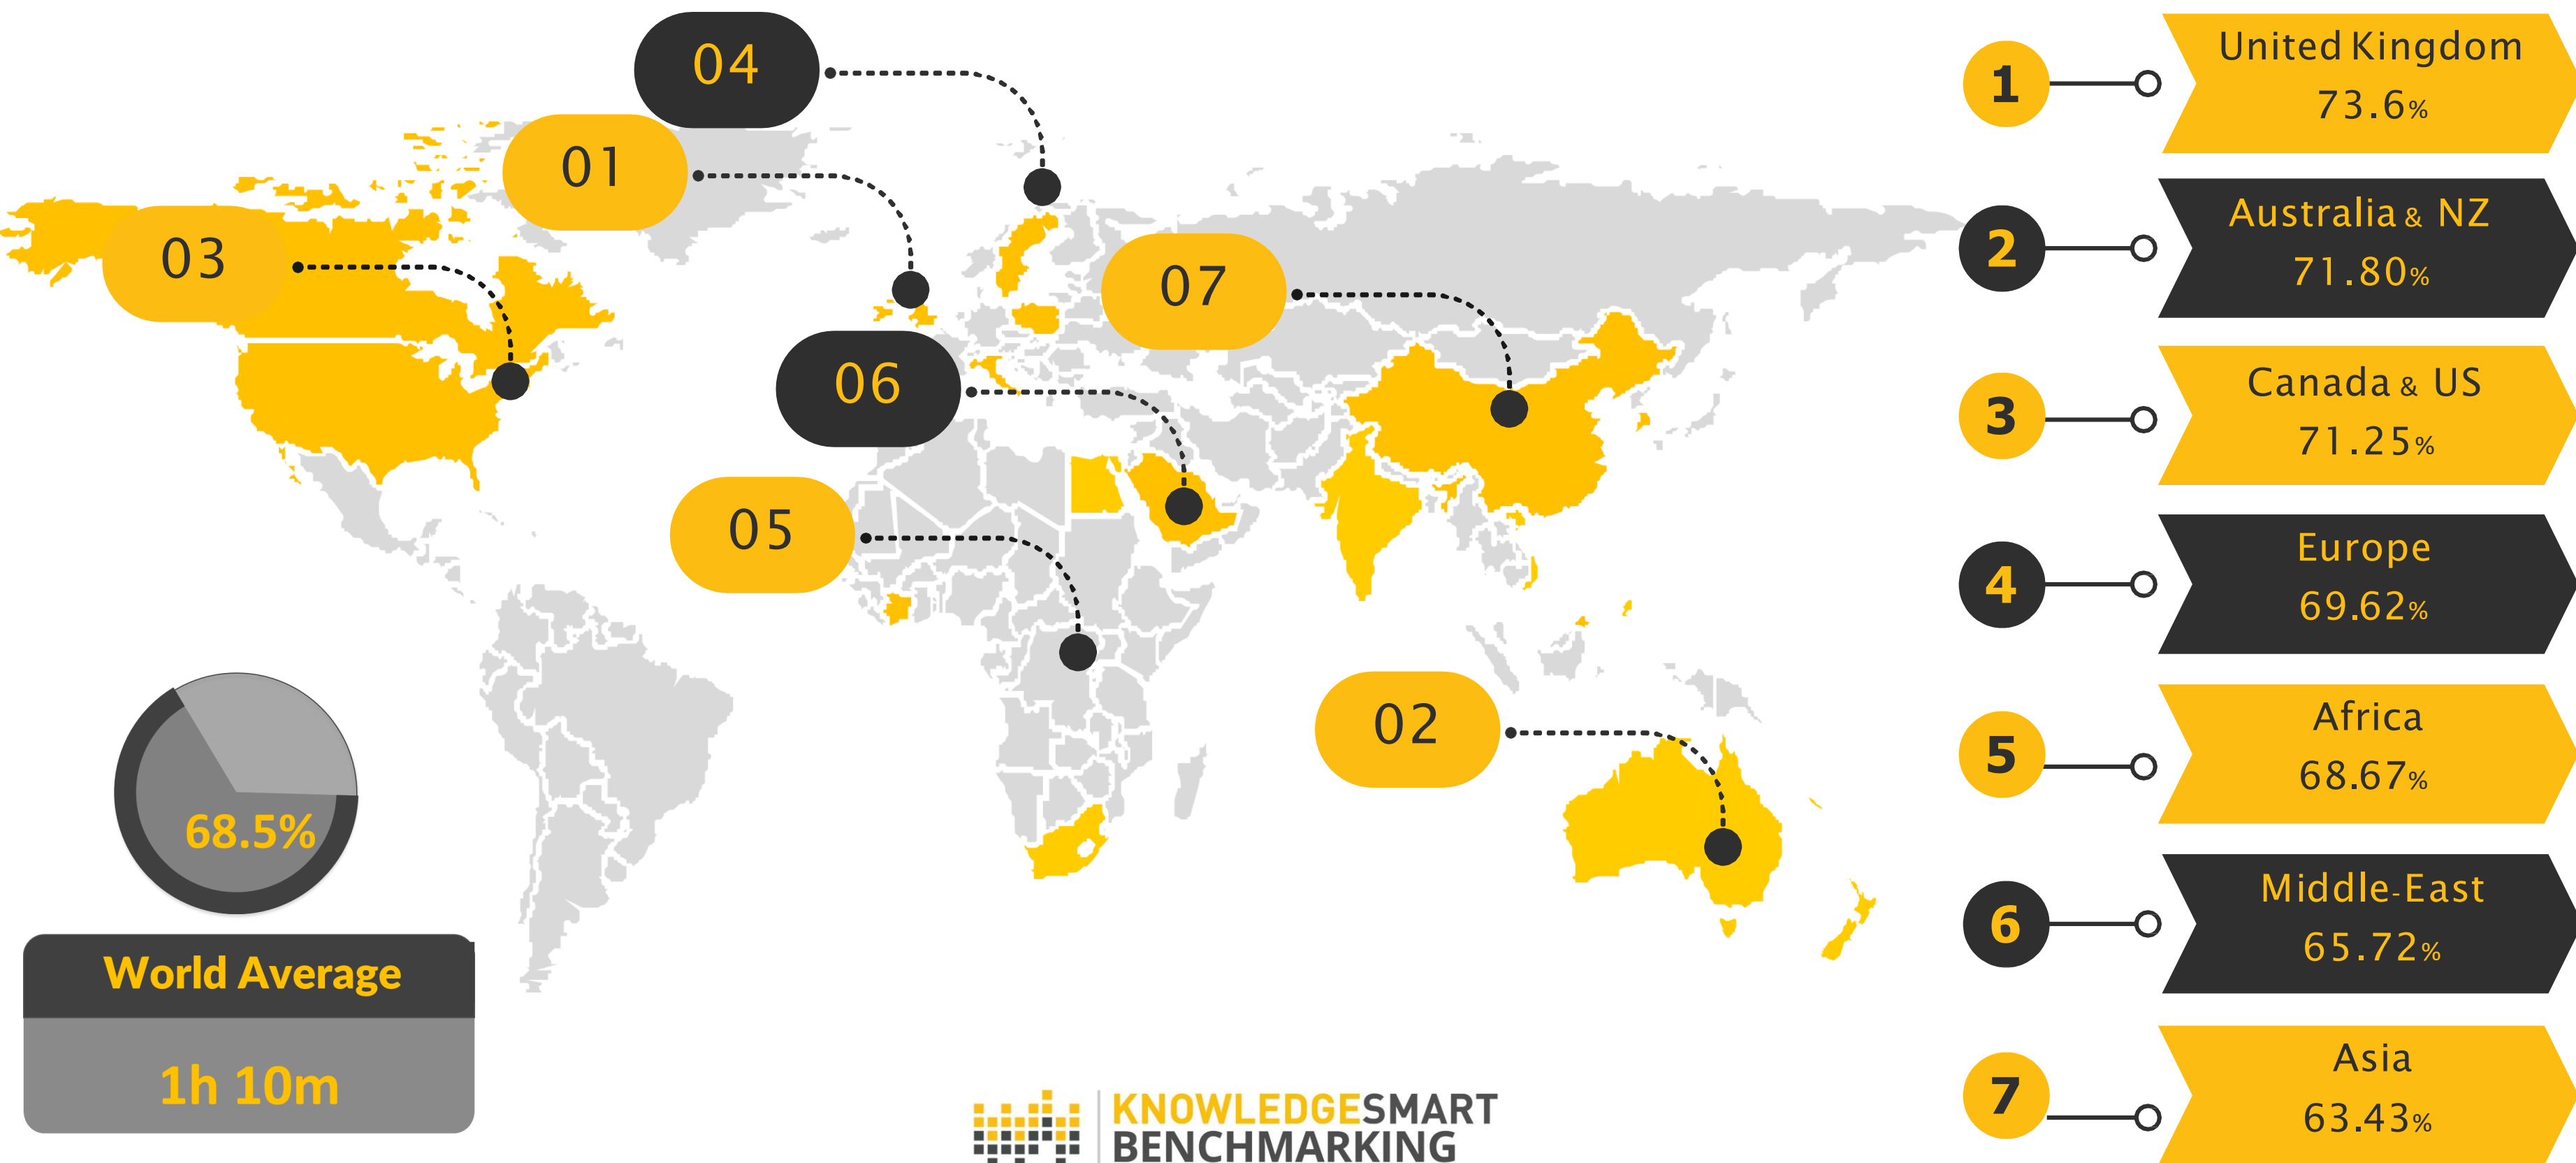 04
01
03
07
06
05
02
68.5%
World Average
1h 10m
KNOWLEDGESMART
BENCHMARKING
1
United Kingdom
73.6%
2
Australia & NZ
71.80%
3
Canada & US
71.25%
4
Europe
69.62%
5
Africa
68.67%
6
Middle-East
65.72%
7
Asia
63.43%